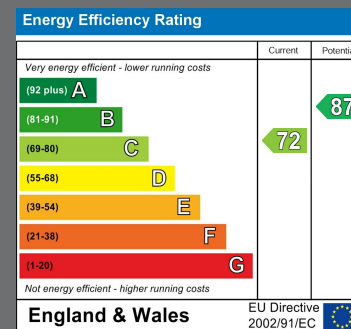 Energy Efficiency Rating
Current Potentia
Very energy efficient - lower running costs
(92 plus) A
(81-91) B
87
(69-80) C
72
(55-68) D
(39-54) E
(21-38) F
(1-20) G
Not energy efficient - higher running costs
England & Wales
EU Directive
2002/91/EC